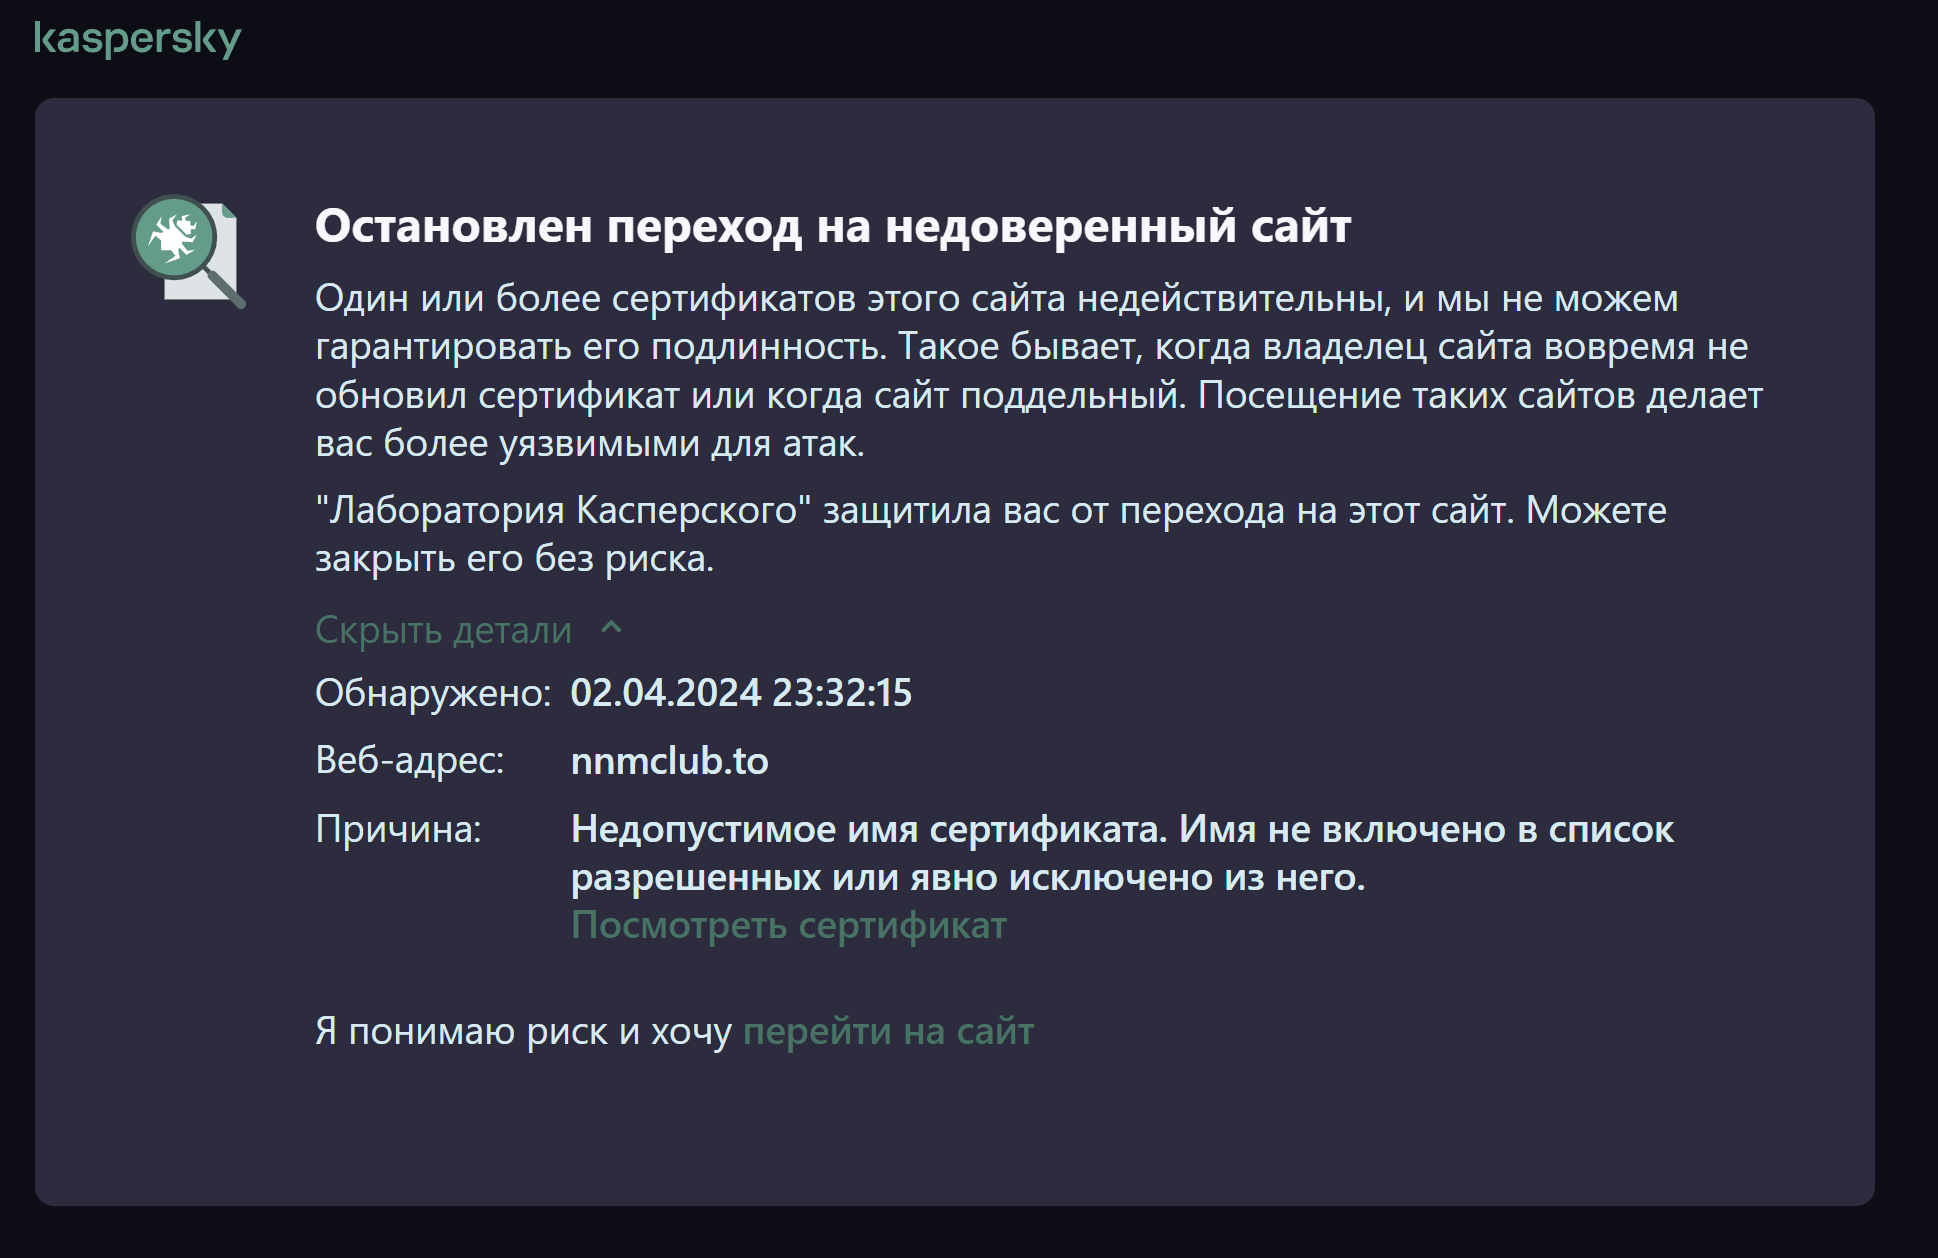 kaspersky
Остановлен переход на недоверенный сайт
Один или более сертификатов этого сайта недействительны, и мы не можем
гарантировать его подлинность. Такое бывает, когда владелец сайта вовремя не
обновил сертификат или когда сайт поддельный. Посещение таких сайтов делает
вас более уязвимыми для атак.
"Лаборатория Касперского" защитила вас от перехода на этот сайт. Можете
закрыть его без риска.
Скрыть детали
Обнаружено: 02.04.2024 23:32:15
Веб-адрес: nnmclub.to
Причина: Недопустимое имя сертификата. Имя не включено в список
разрешенных или явно исключено из него.
Посмотреть сертификат
Я понимаю риск и хочу перейти на сайт